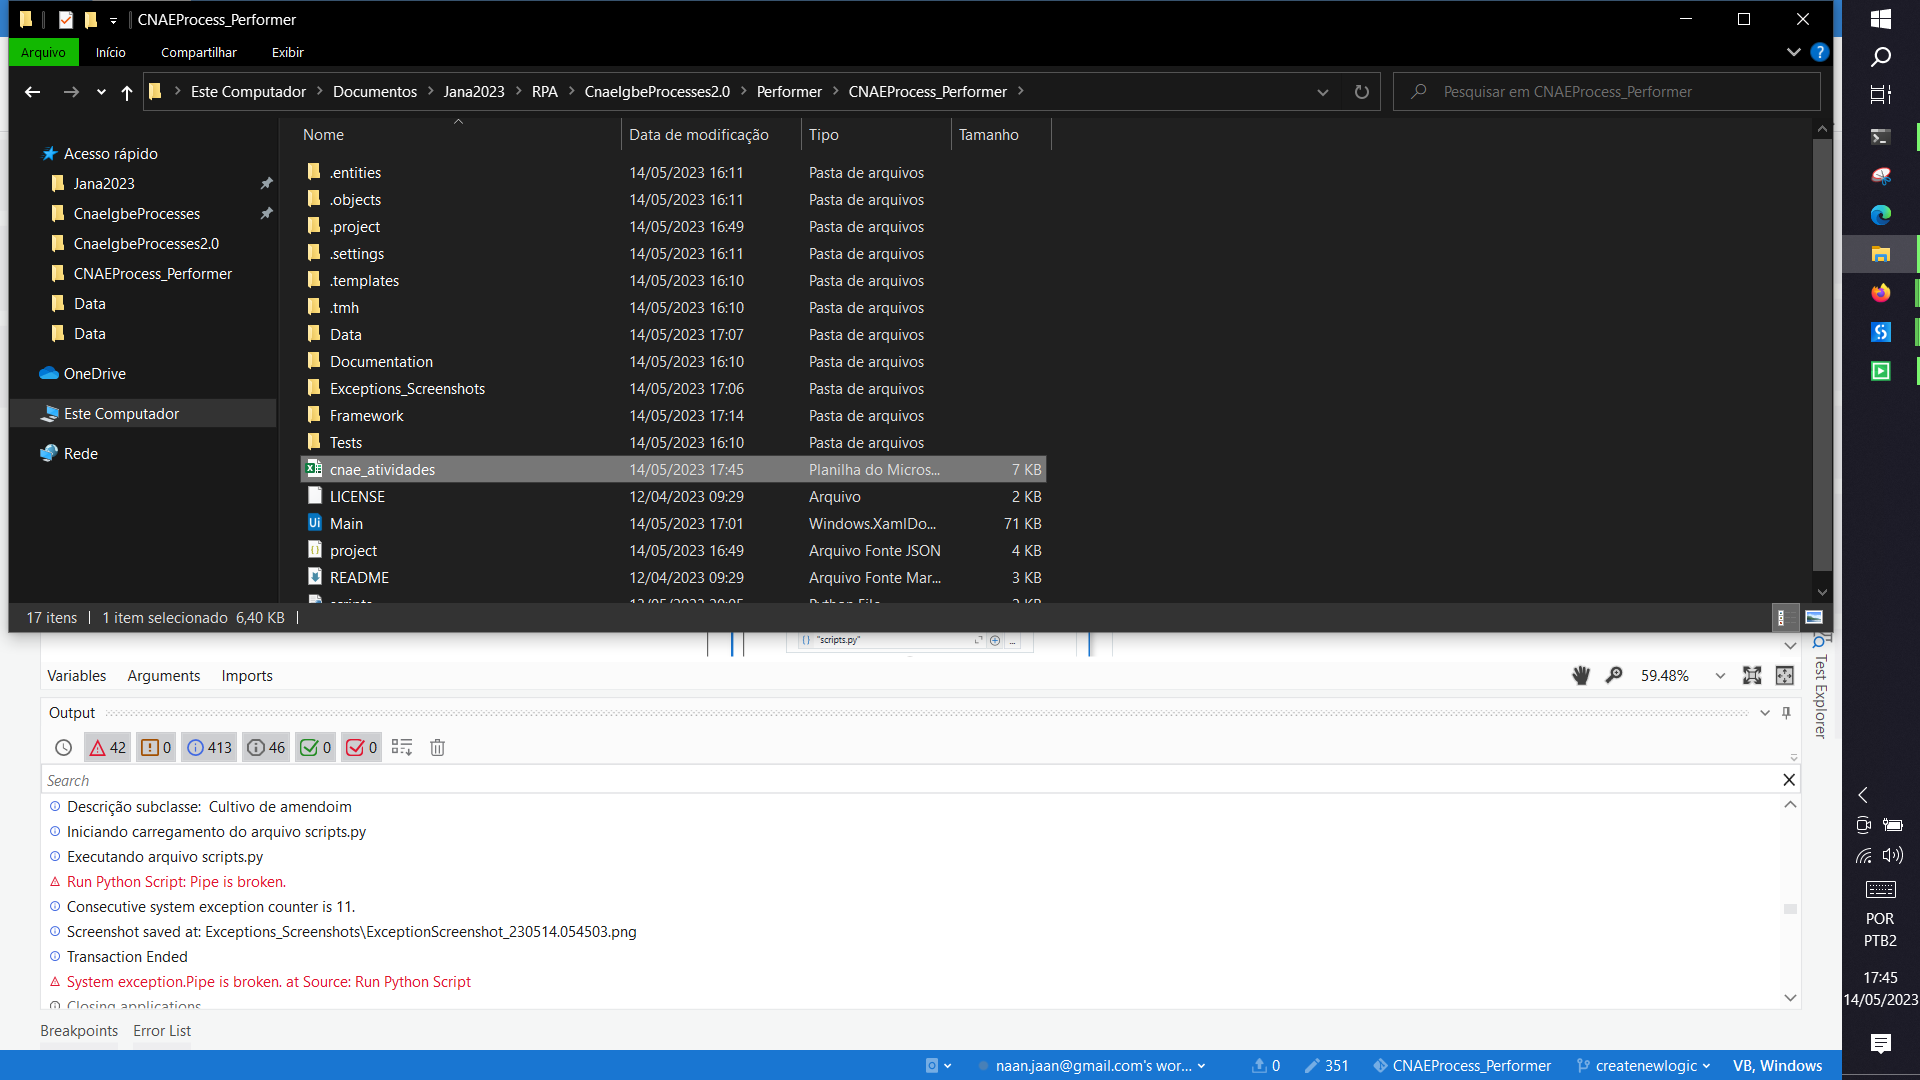 CNAEProcess_Performer
Arquivo Início Compartilhar Exibir
Este Computador Documentos Jana2023 RPA CnaeIgbeProcesses2.0 Performer CNAEProcess_Performer
Pesquisar em CNAEProcess_Performer
Acesso rápido
Jana2023
CnaeIgbeProcesses
CnaeIgbeProcesses2.0
CNAEProcess_Performer
Data
Data
OneDrive
Este Computador
Rede
Nome Data de modificação Tipo Tamanho
.entities 14/05/2023 16:11 Pasta de arquivos
.objects 14/05/2023 16:11 Pasta de arquivos
.project 14/05/2023 16:49 Pasta de arquivos
.settings 14/05/2023 16:11 Pasta de arquivos
.templates 14/05/2023 16:10 Pasta de arquivos
.tmh 14/05/2023 16:10 Pasta de arquivos
Data 14/05/2023 17:07 Pasta de arquivos
Documentation 14/05/2023 16:10 Pasta de arquivos
Exceptions_Screenshots 14/05/2023 17:06 Pasta de arquivos
Framework 14/05/2023 17:14 Pasta de arquivos
Tests 14/05/2023 16:10 Pasta de arquivos
cnae_atividades 14/05/2023 17:45 Planilha do Micros... 7 KB
LICENSE 12/04/2023 09:29 Arquivo 2 KB
Main 14/05/2023 17:01 Windows.XamlDo... 71 KB
project 14/05/2023 16:49 Arquivo Fonte JSON 4 KB
README 12/04/2023 09:29 Arquivo Fonte Mar... 3 KB
17 itens 1 item selecionado 6,40 KB
"scripts.py"
Variables Arguments Imports 59.48%
Test Explorer
Output
42 0 413 46 0 0
Search
Descrição subclasse: Cultivo de amendoim
Iniciando carregamento do arquivo scripts.py
Executando arquivo scripts.py
Run Python Script: Pipe is broken.
Consecutive system exception counter is 11.
Screenshot saved at: Exceptions_Screenshots\ExceptionScreenshot_230514.054503.png
Transaction Ended
System exception.Pipe is broken. at Source: Run Python Script
Closing applications
Breakpoints Error List
naan.jaan@gmail.com's wor... 0 351 CNAEProcess_Performer createnewlogic VB, Windows
POR
PTB2
17:45
14/05/2023